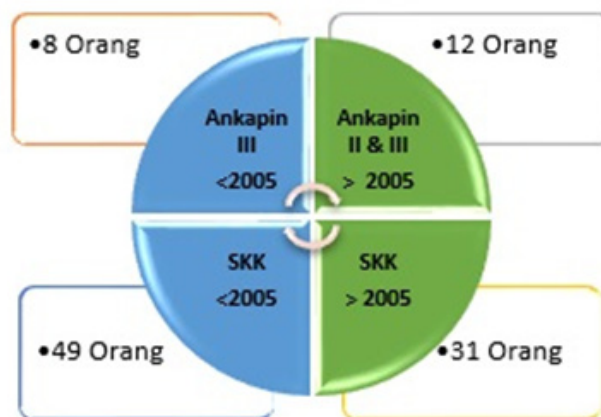 •8 Orang
•12 Orang
Ankapin
III
<2005
Ankapin
II & III
> 2005
SKK
<2005
SKK
> 2005
•49 Orang
•31 Orang